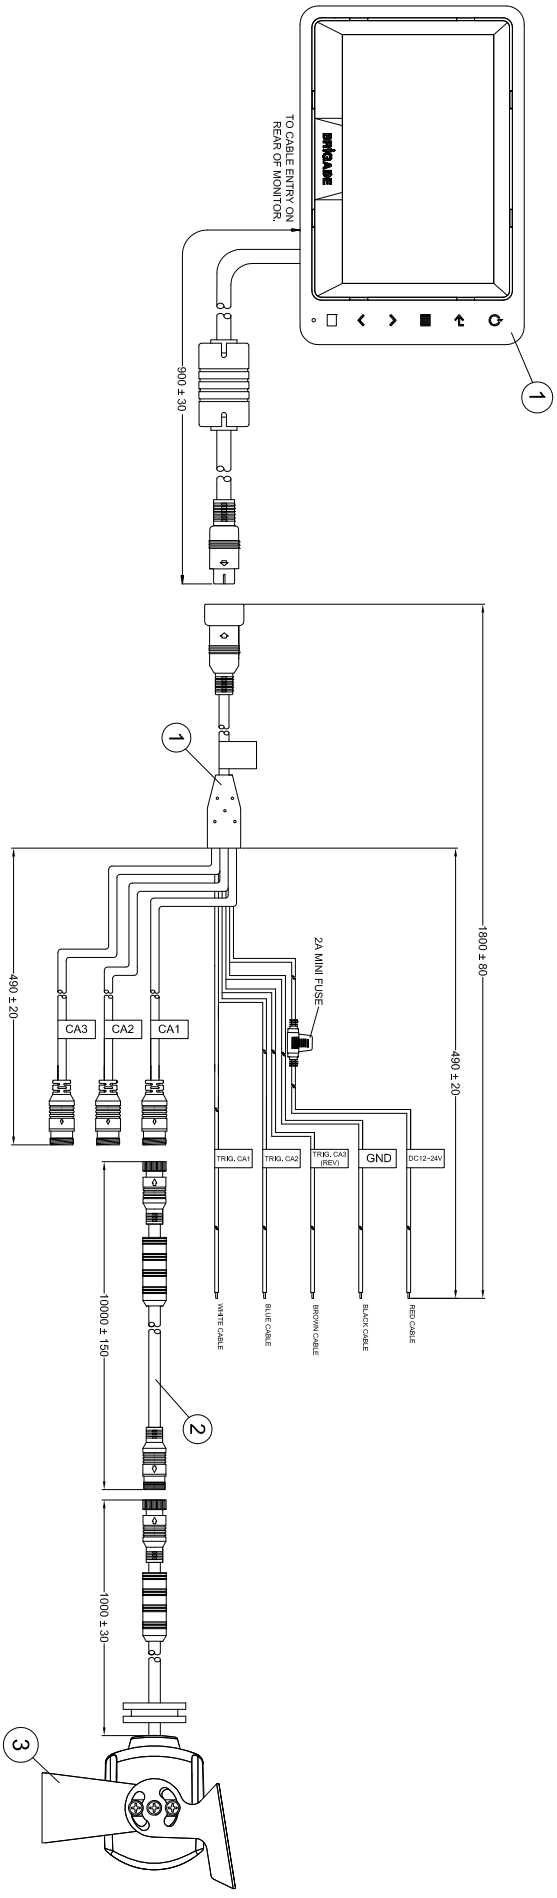 BRIGADE
TO CABLE ENTRY ON
REAR OF MONITOR.
1
900 ± 30
1
1800 ± 80
490 ± 20
490 ± 20
2A MINI FUSE
CA3
CA2
CA1
TRIG. CA1
TRIG. CA2
TRIG. CA3
(REV)
GND
DC12~24V
WHITE CABLE
BLUE CABLE
BROWN CABLE
BLACK CABLE
RED CABLE
10000 ± 150
2
1000 ± 30
3